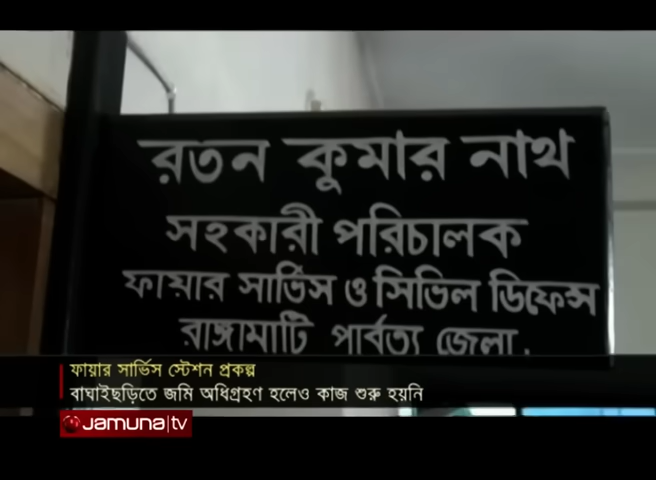 রতন কুমার নাথ
সহকারী পরিচালক
ফায়ার সার্ভিস ও সিভিল ডিফেন্স
রাঙ্গামাটি পার্বত্য জেলা.
ফায়ার সার্ভিস স্টেশন প্রকল্প
বাঘাইছড়িতে জমি অধিগ্রহণ হলেও কাজ শুরু হয়নি
Jamuna|tv